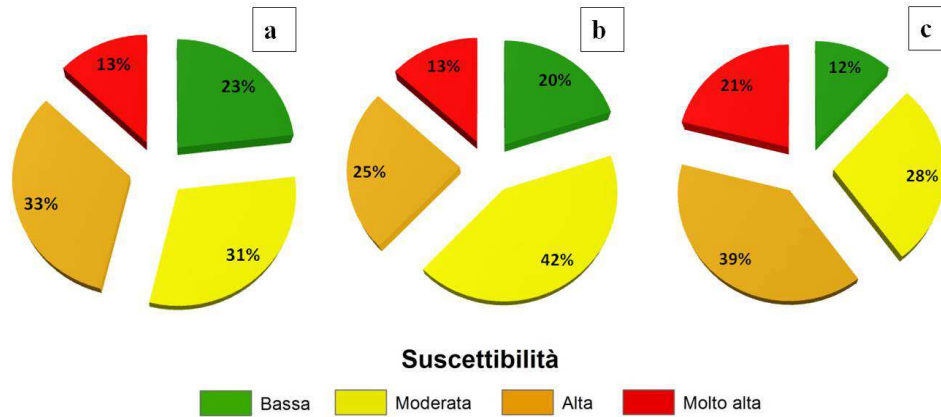 a
13%
23%
33%
31%
b
13%
20%
25%
42%
c
21%
12%
28%
39%
Suscettibilità
Bassa
Moderata
Alta
Molto alta